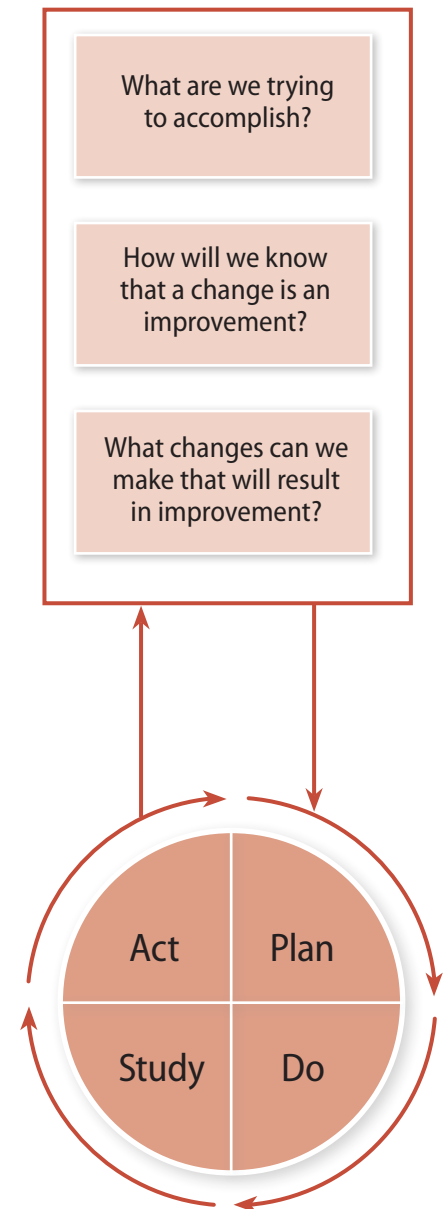 What are we trying
to accomplish?
How will we know
that a change is an
improvement?
What changes can we
make that will result
in improvement?
Act
Plan
Study
Do